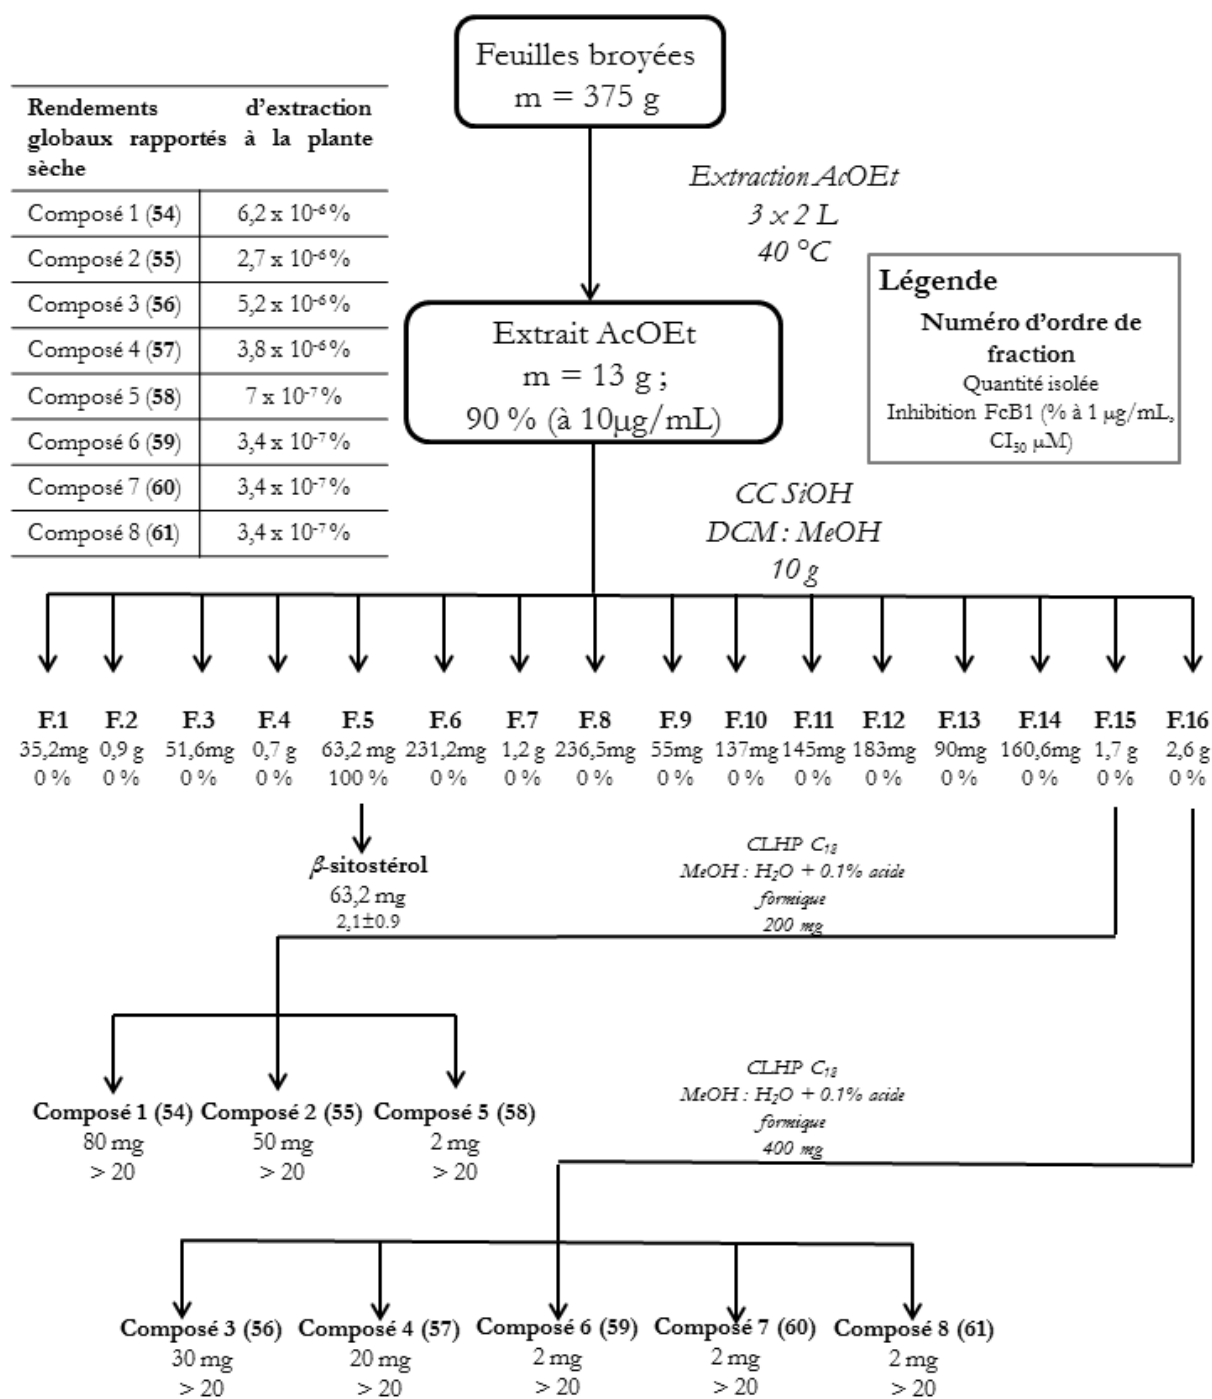 Feuilles broyées
m = 375 g
Rendements d'extraction
globaux rapportés à la plante
sèche
Composé 1 (54) 6,2 x 10⁻⁶%
Composé 2 (55) 2,7 x 10⁻⁶%
Composé 3 (56) 5,2 x 10⁻⁶%
Composé 4 (57) 3,8 x 10⁻⁶%
Composé 5 (58) 7 x 10⁻⁷%
Composé 6 (59) 3,4 x 10⁻⁷%
Composé 7 (60) 3,4 x 10⁻⁷%
Composé 8 (61) 3,4 x 10⁻⁷%
Extraction AcOEt
3 x 2 L
40 °C
Légende
Numéro d'ordre de
fraction
Quantité isolée
Inhibition FcB1 (% à 1 μg/mL,
CI₅₀ μM)
Extrait AcOEt
m = 13 g ;
90 % (à 10μg/mL)
CC SiOH
DCM : MeOH
10 g
F.1 F.2 F.3 F.4 F.5 F.6 F.7 F.8 F.9 F.10 F.11 F.12 F.13 F.14 F.15 F.16
35,2mg 0,9 g 51,6mg 0,7 g 63,2 mg 231,2mg 1,2 g 236,5mg 55mg 137mg 145mg 183mg 90mg 160,6mg 1,7 g 2,6 g
0 % 0 % 0 % 0 % 100 % 0 % 0 % 0 % 0 % 0 % 0 % 0 % 0 % 0 % 0 % 0 %
β-sitostérol
63,2 mg
2,1±0.9
CLHP C₁₈
MeOH : H₂O + 0.1% acide
formique
200 mg
Composé 1 (54) Composé 2 (55) Composé 5 (58)
80 mg 50 mg 2 mg
> 20 > 20 > 20
CLHP C₁₈
MeOH : H₂O + 0.1% acide
formique
400 mg
Composé 3 (56) Composé 4 (57) Composé 6 (59) Composé 7 (60) Composé 8 (61)
30 mg 20 mg 2 mg 2 mg 2 mg
> 20 > 20 > 20 > 20 > 20